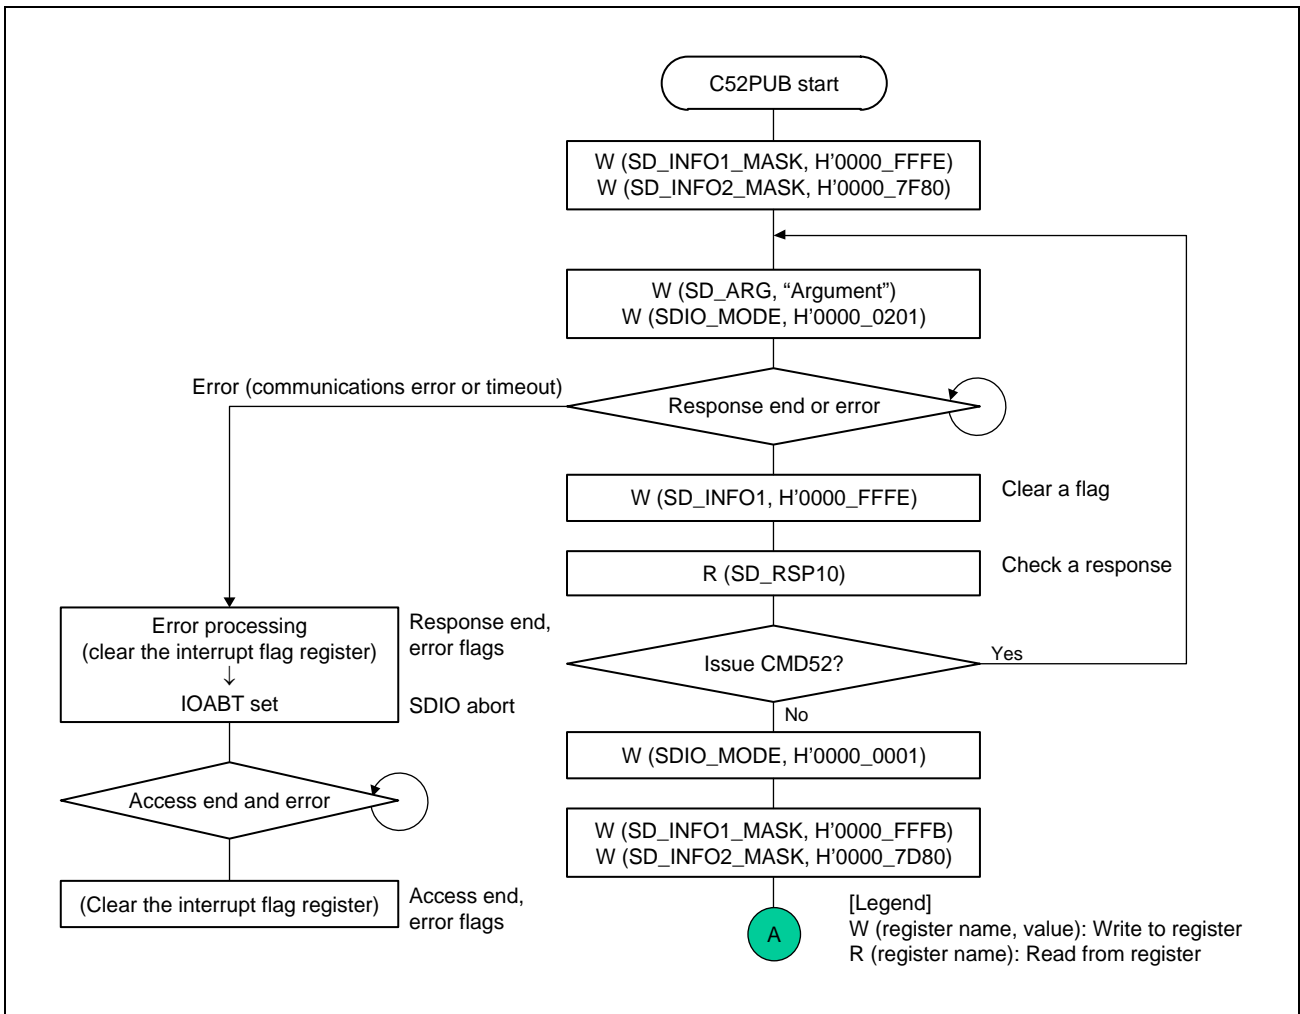 C52PUB start
W (SD_INFO1_MASK, H’0000_FFFE)
W (SD_INFO2_MASK, H’0000_7F80)
W (SD_ARG, “Argument”)
W (SDIO_MODE, H’0000_0201)
Error (communications error or timeout)
Response end or error
W (SD_INFO1, H’0000_FFFE)
Clear a flag
R (SD_RSP10)
Check a response
Error processing
(clear the interrupt flag register)
↓
IOABT set
Response end,
error flags
SDIO abort
Issue CMD52?
Yes
No
W (SDIO_MODE, H’0000_0001)
Access end and error
W (SD_INFO1_MASK, H’0000_FFFB)
W (SD_INFO2_MASK, H’0000_7D80)
(Clear the interrupt flag register)
Access end,
error flags
A
[Legend]
W (register name, value): Write to register
R (register name): Read from register